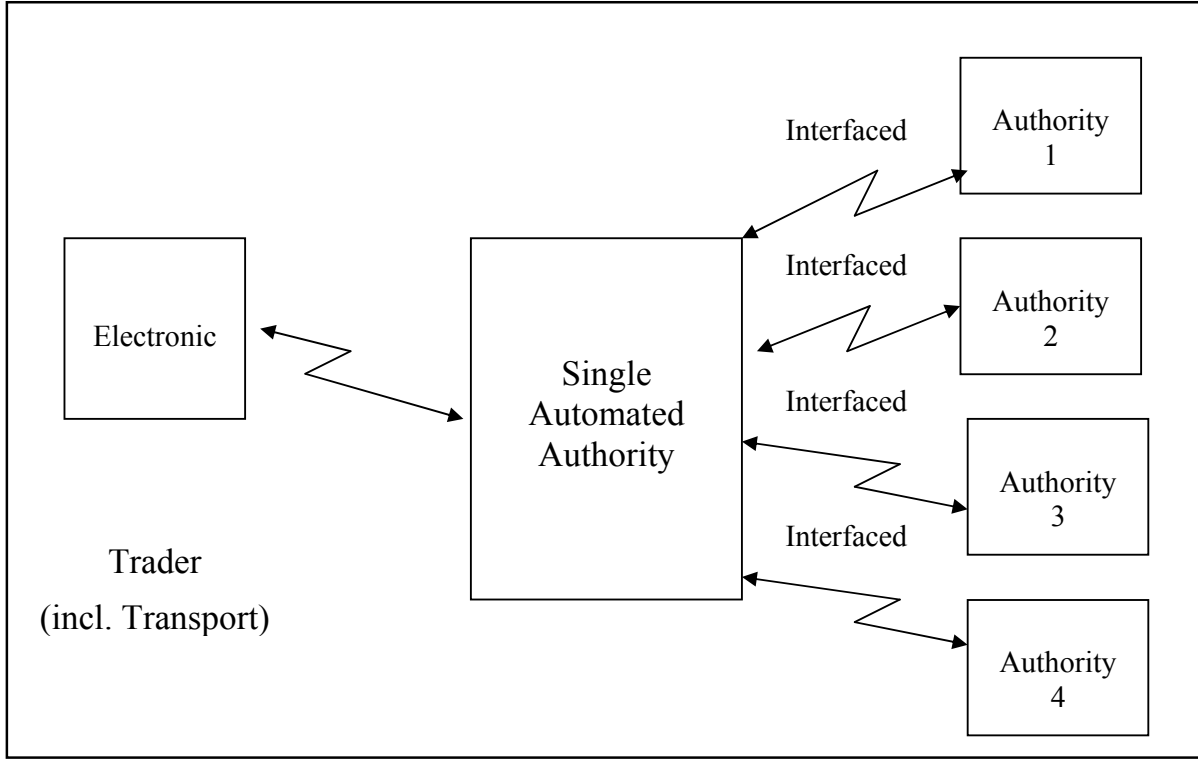 Electronic
Trader
(incl. Transport)
Single
Automated
Authority
Interfaced
Authority
1
Interfaced
Authority
2
Interfaced
Authority
3
Interfaced
Authority
4